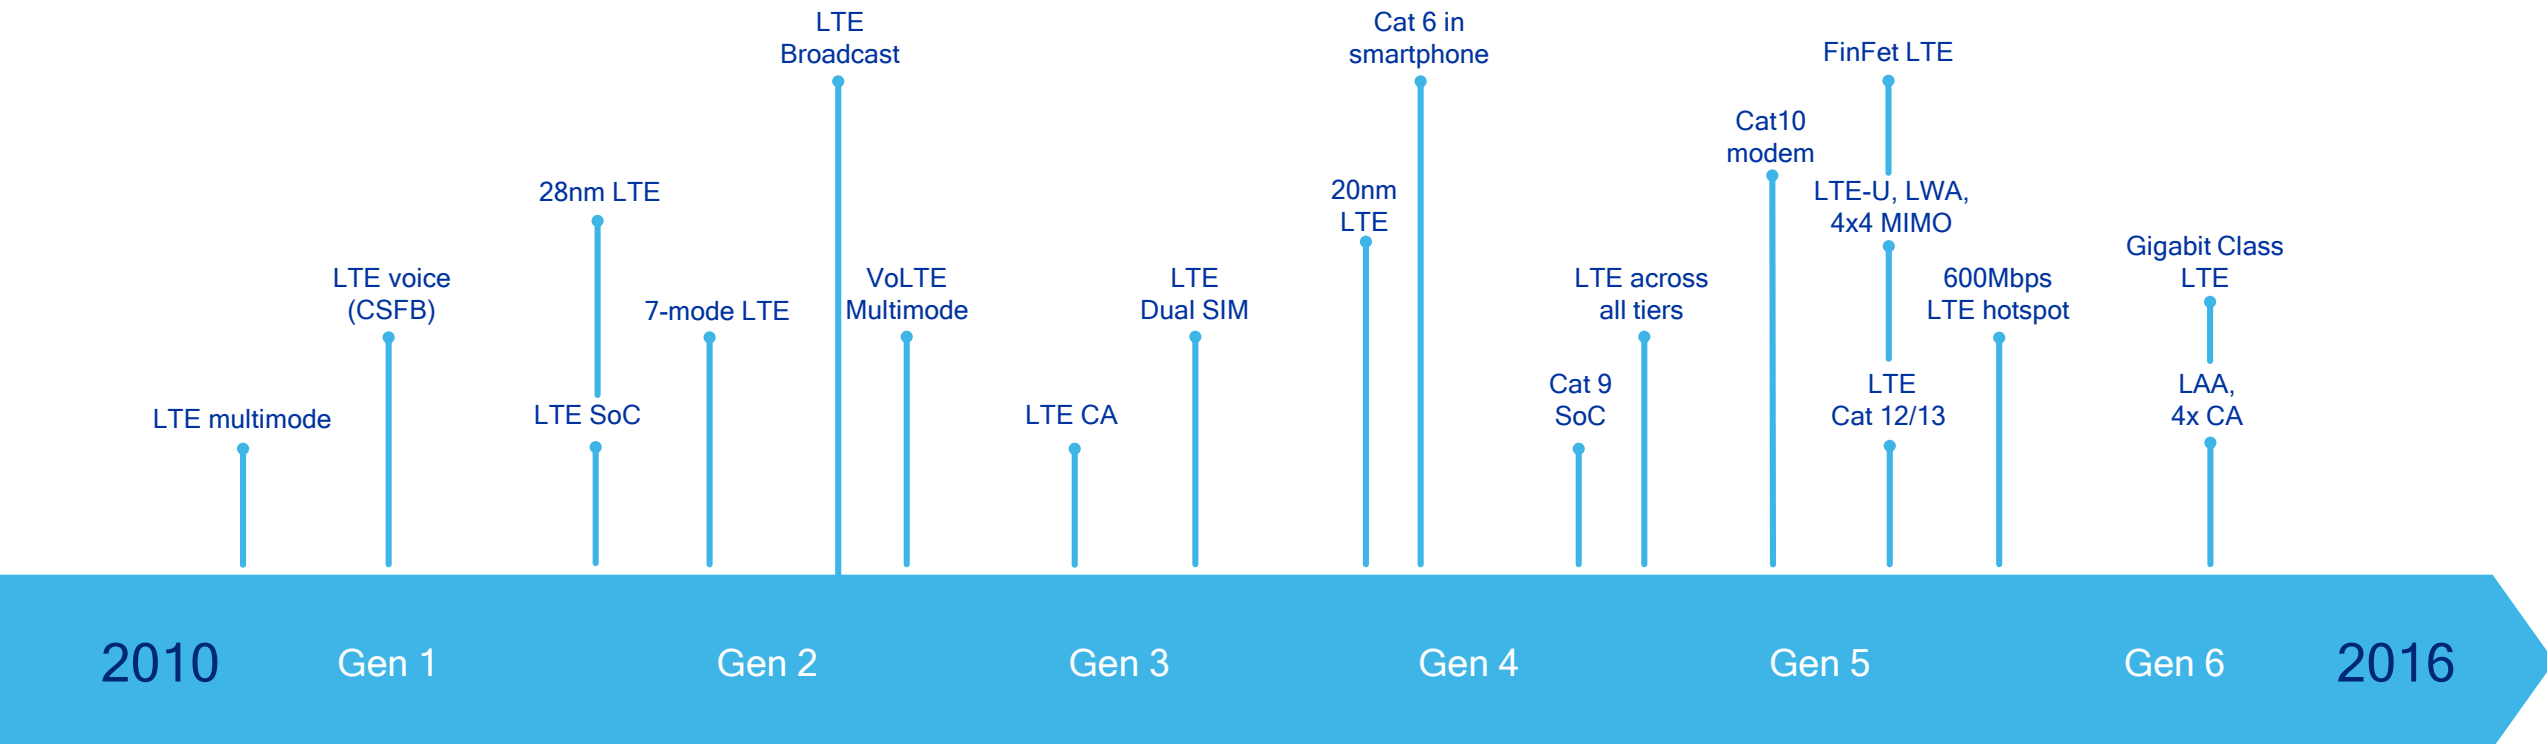 LTE multimode
LTE voice
(CSFB)
28nm LTE
LTE SoC
7-mode LTE
LTE
Broadcast
VoLTE
Multimode
LTE CA
LTE
Dual SIM
20nm
LTE
Cat 6 in
smartphone
Cat 9
SoC
LTE across
all tiers
Cat10
modem
FinFet LTE
LTE-U, LWA,
4x4 MIMO
LTE
Cat 12/13
600Mbps
LTE hotspot
Gigabit Class
LTE
LAA,
4x CA
2010
Gen 1
Gen 2
Gen 3
Gen 4
Gen 5
Gen 6
2016